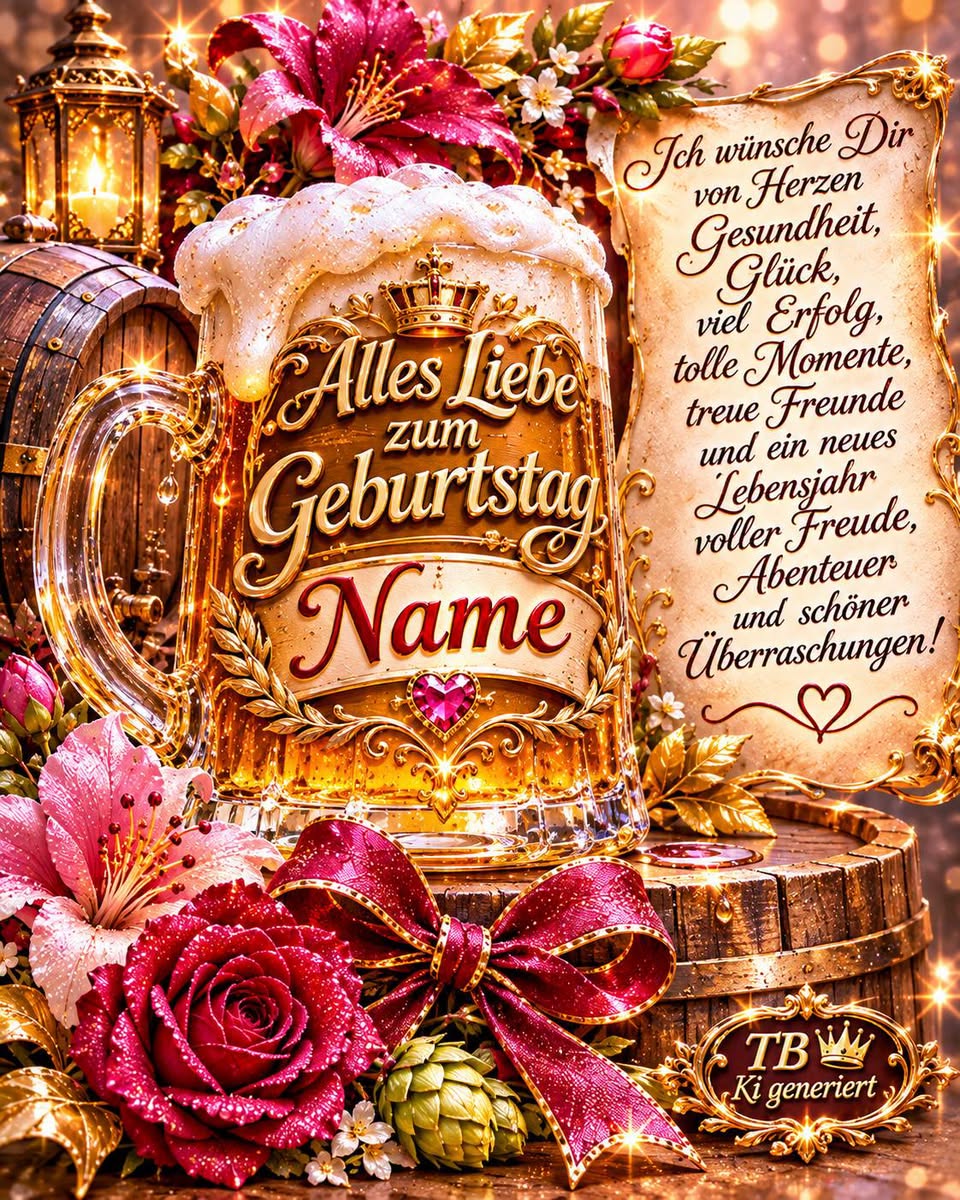 Alles Liebe
zum
Geburtstag
Name
Ich wünsche Dir
von Herzen
Gesundheit,
Glück,
viel Erfolg,
tolle Momente,
treue Freunde
und ein neues
Lebensjahr
voller Freude,
Abenteuer
und schöner
Überraschungen!
TB
Ki generiert